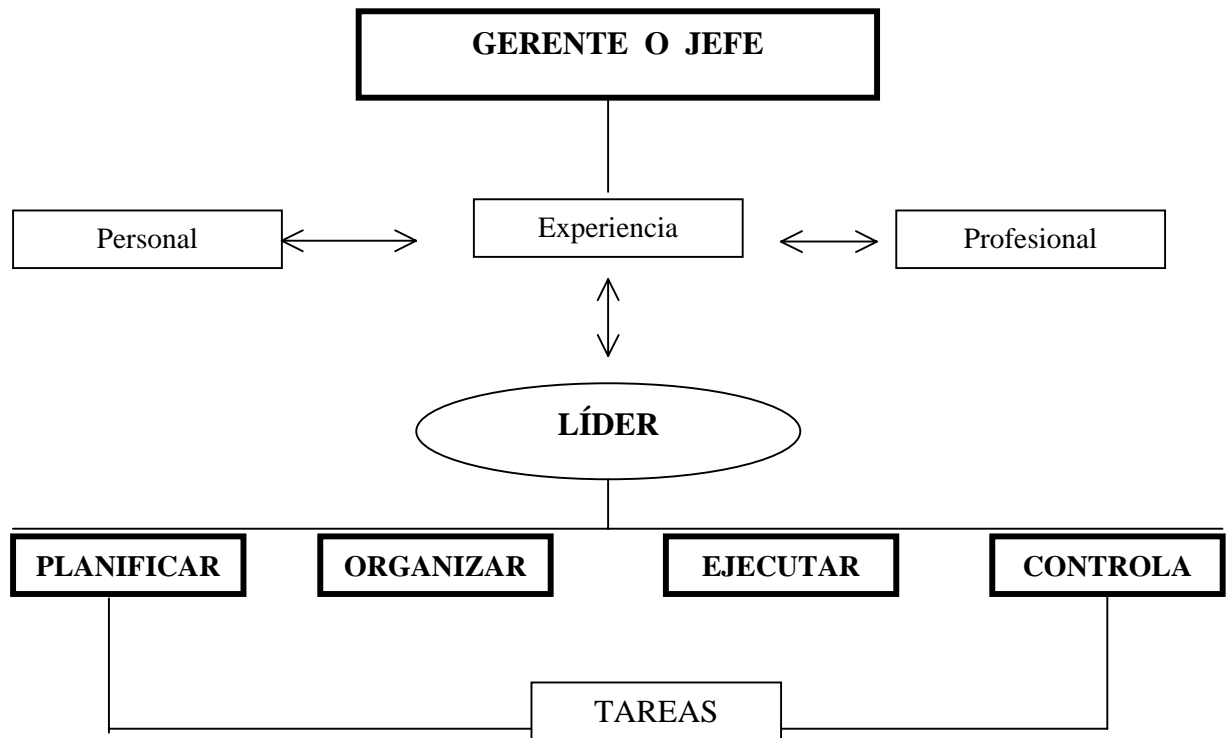 GERENTE O JEFE
Personal
Experiencia
Profesional
LÍDER
PLANIFICAR
ORGANIZAR
EJECUTAR
CONTROLA
TAREAS